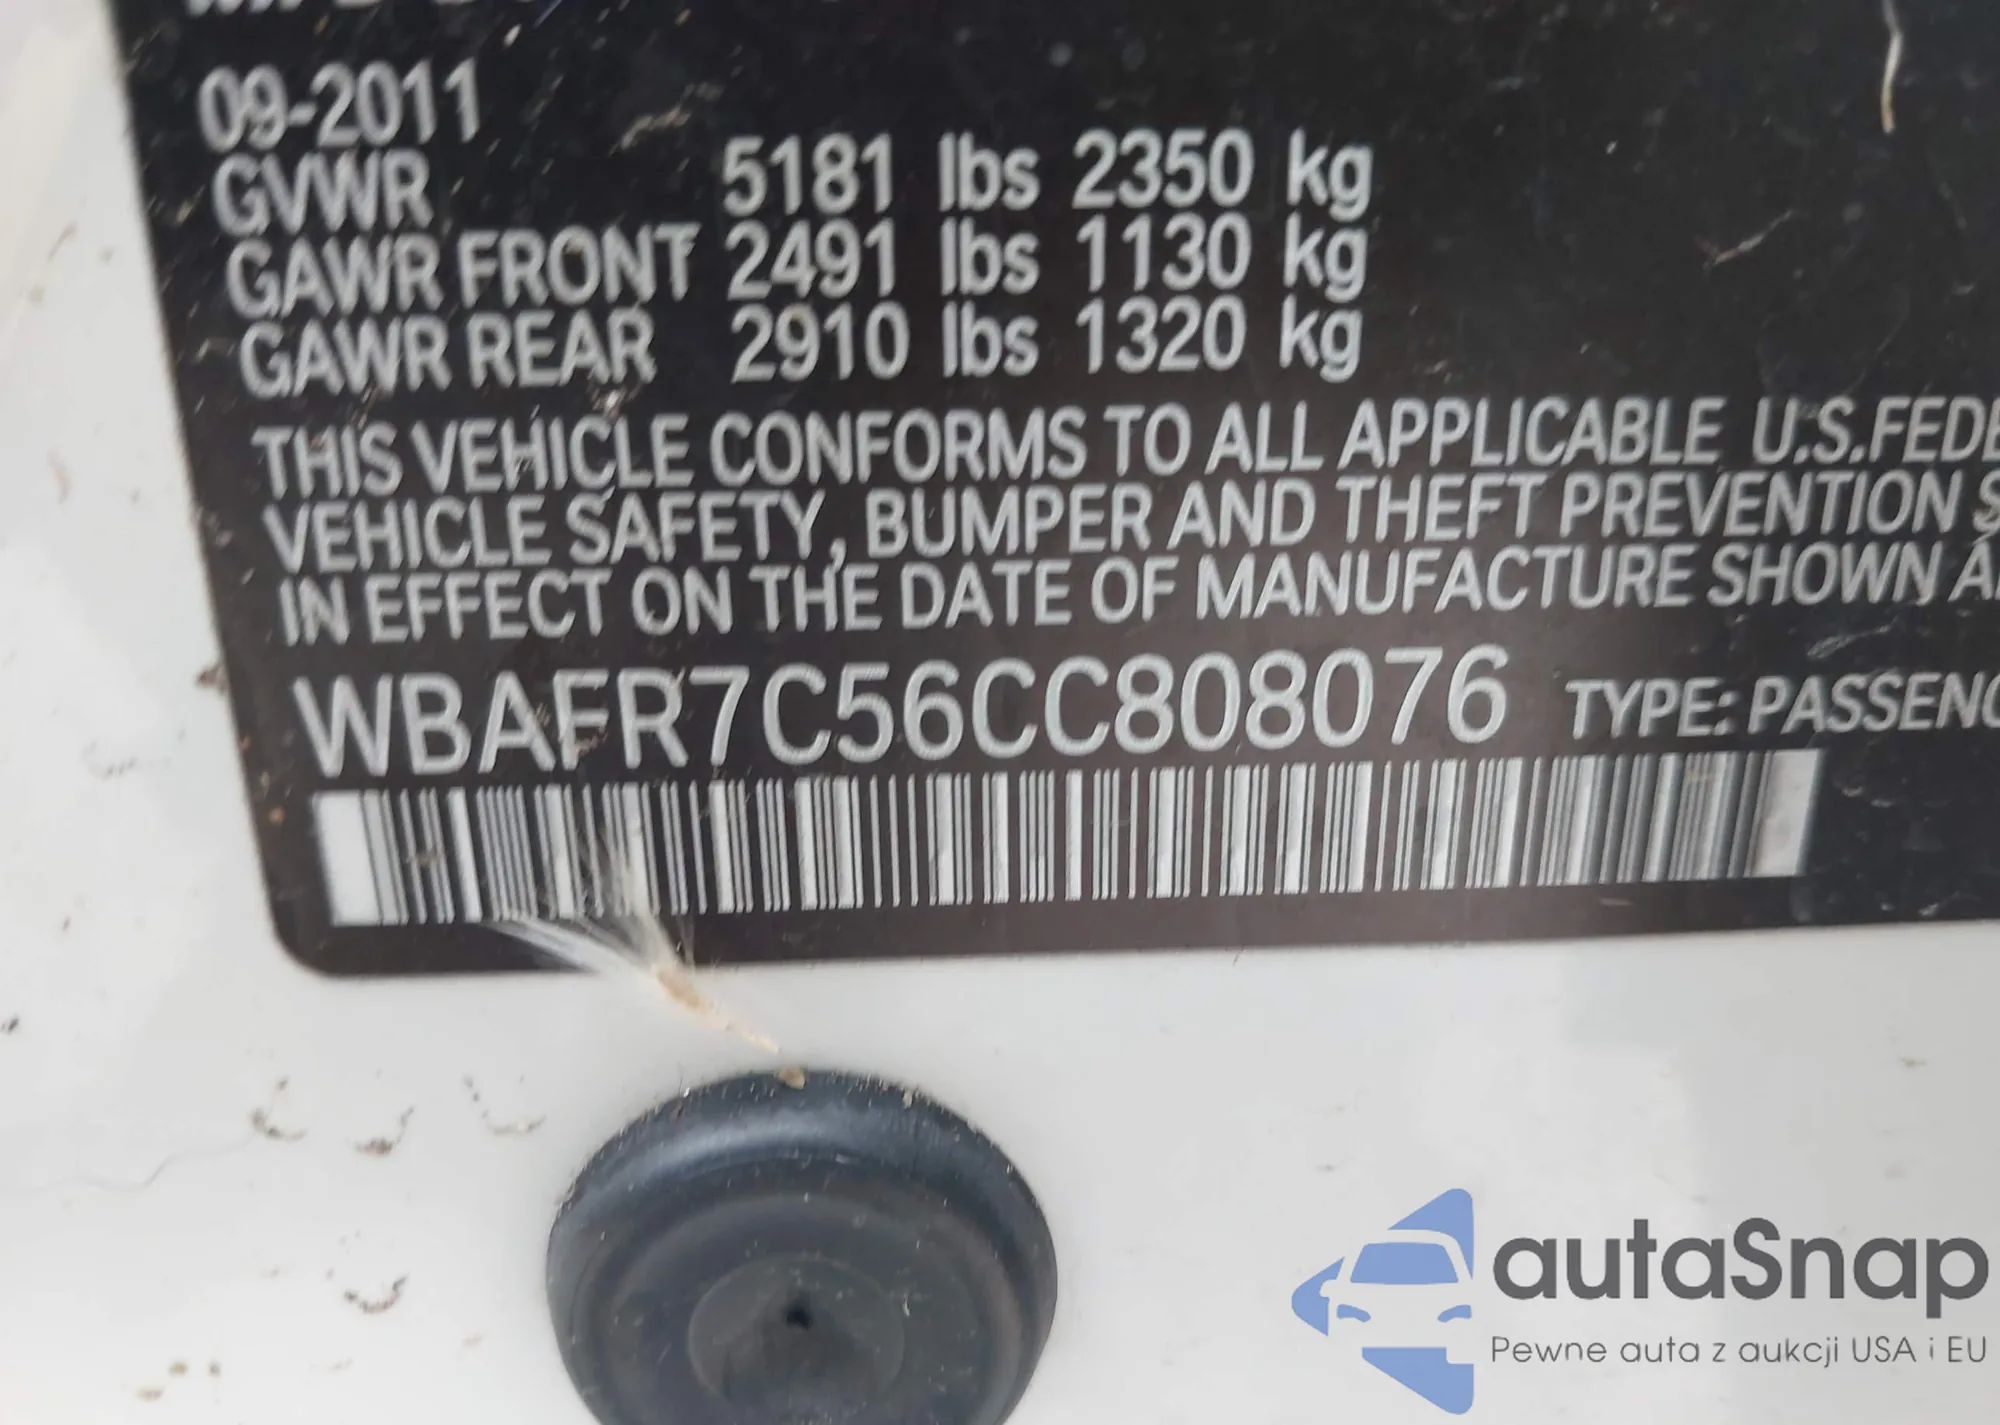 09-2011
GVWR 5181 lbs 2350 kg
GAWR FRONT 2491 lbs 1130 kg
GAWR REAR 2910 lbs 1320 kg
THIS VEHICLE CONFORMS TO ALL APPLICABLE U.S.FEDE
VEHICLE SAFETY, BUMPER AND THEFT PREVENTION S
IN EFFECT ON THE DATE OF MANUFACTURE SHOWN A
WBAFR7C56CC808076 TYPE: PASSENG
autaSnap
Pewne auta z aukcji USA i EU